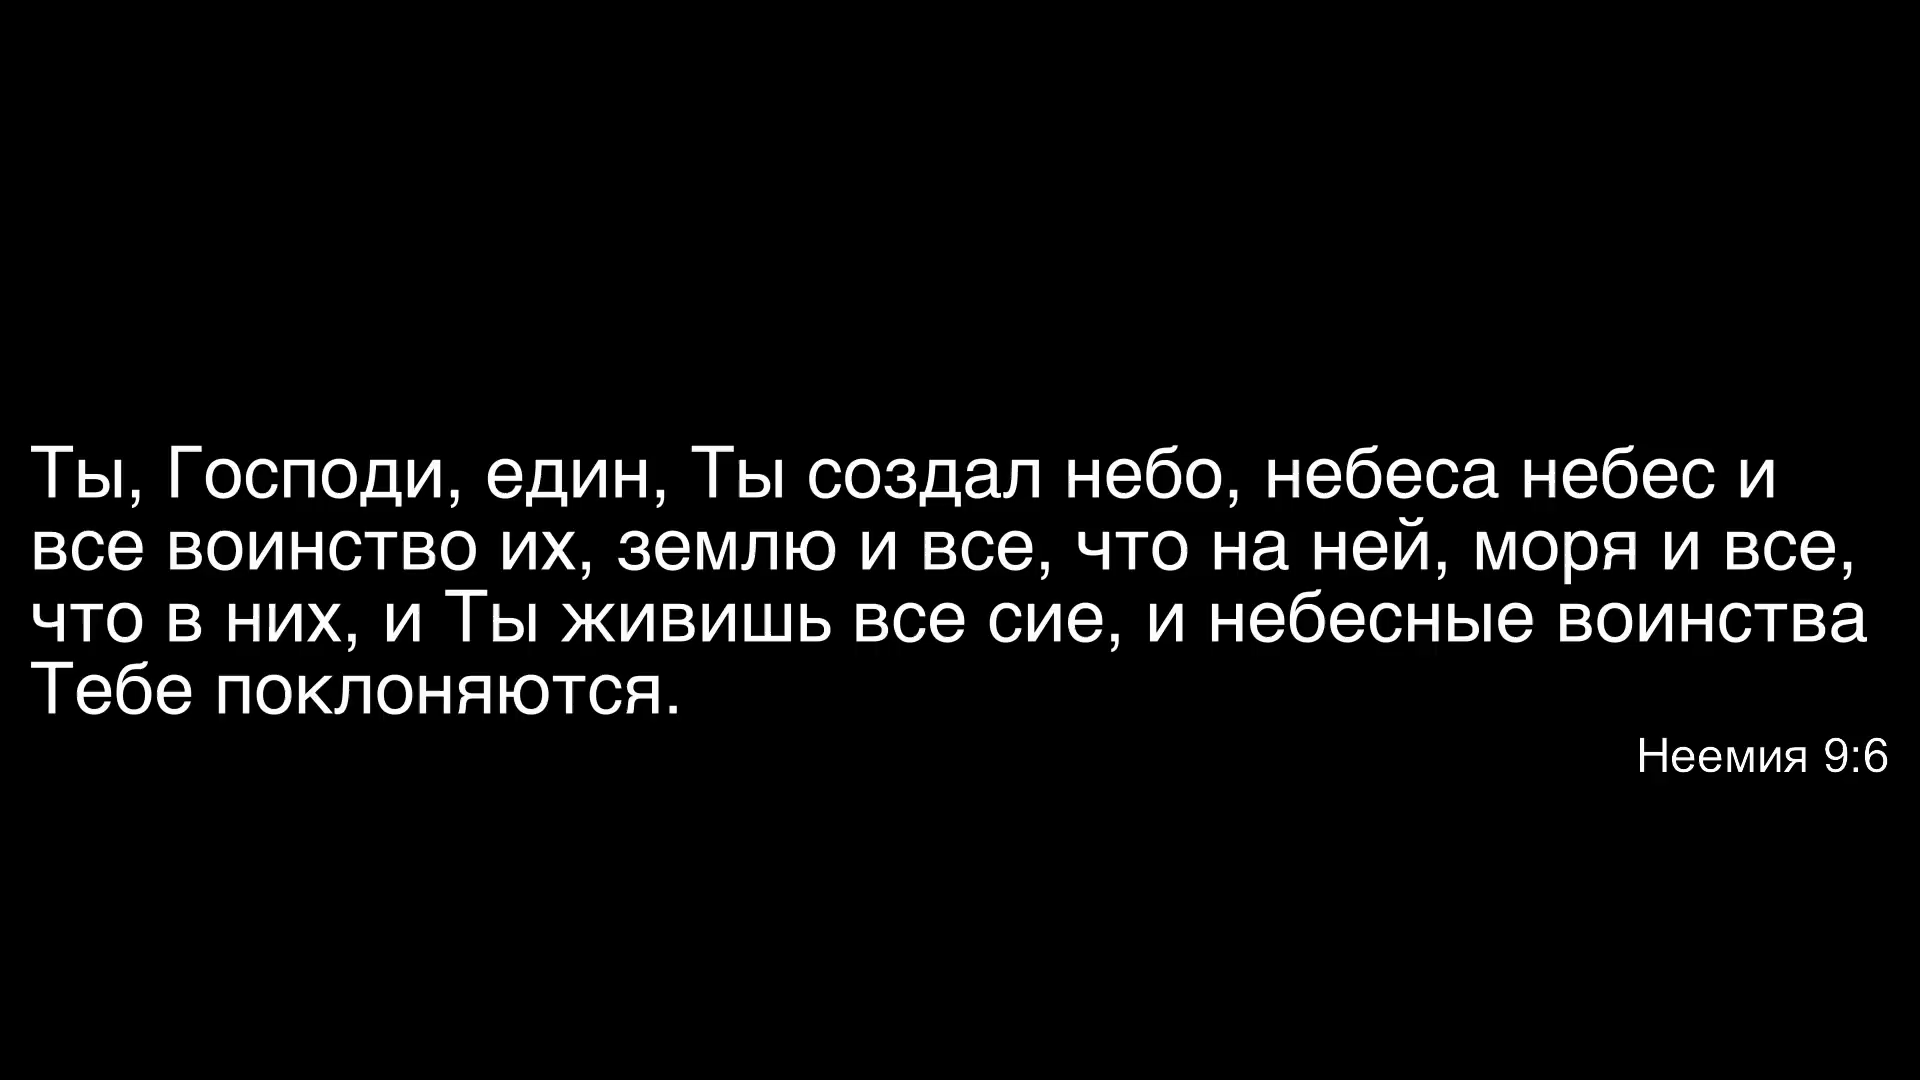 Ты, Господи, един, Ты создал небо, небеса небес и
все воинство их, землю и все, что на ней, моря и все,
что в них, и Ты живишь все сие, и небесные воинства
Тебе поклоняются.
Неемия 9:6